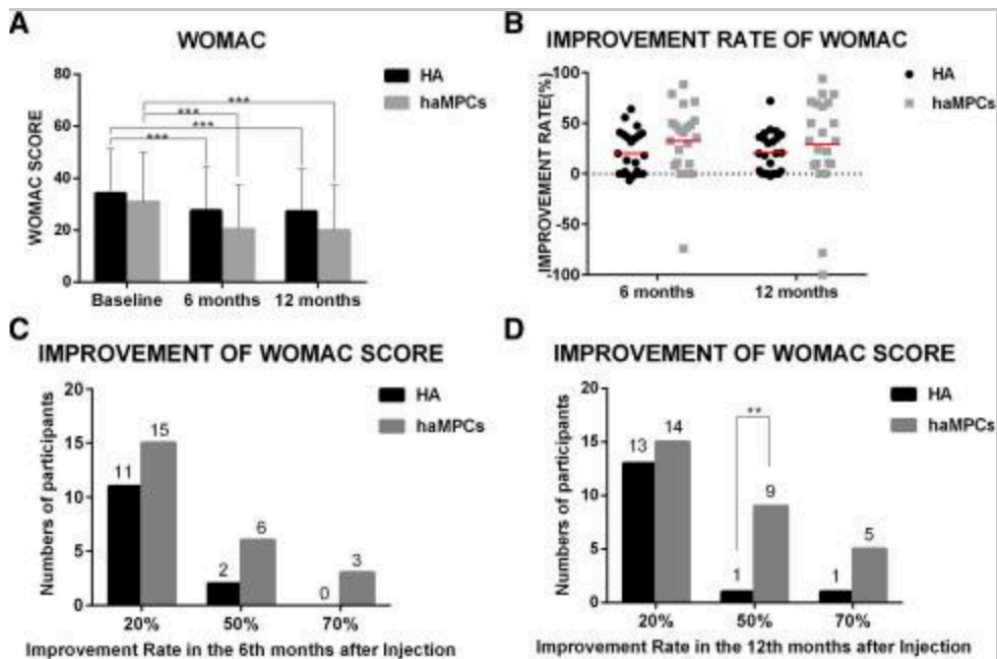 A
WOMAC
HA
haMPCs
WOMAC SCORE
80
60
40
20
0
***
***
***
***
Baseline 6 months 12 months
B
IMPROVEMENT RATE OF WOMAC
HA
haMPCs
IMPROVEMENT RATE(%)
100
50
0
-50
-100
6 months 12 months
C
IMPROVEMENT OF WOMAC SCORE
HA
haMPCs
Numbers of participants
20
15
10
5
0
11 15
2 6
0 3
20% 50% 70%
Improvement Rate in the 6th months after Injection
D
IMPROVEMENT OF WOMAC SCORE
HA
haMPCs
Numbers of participants
20
15
10
5
0
13 14
**
1 9
1 5
20% 50% 70%
Improvement Rate in the 12th months after Injection